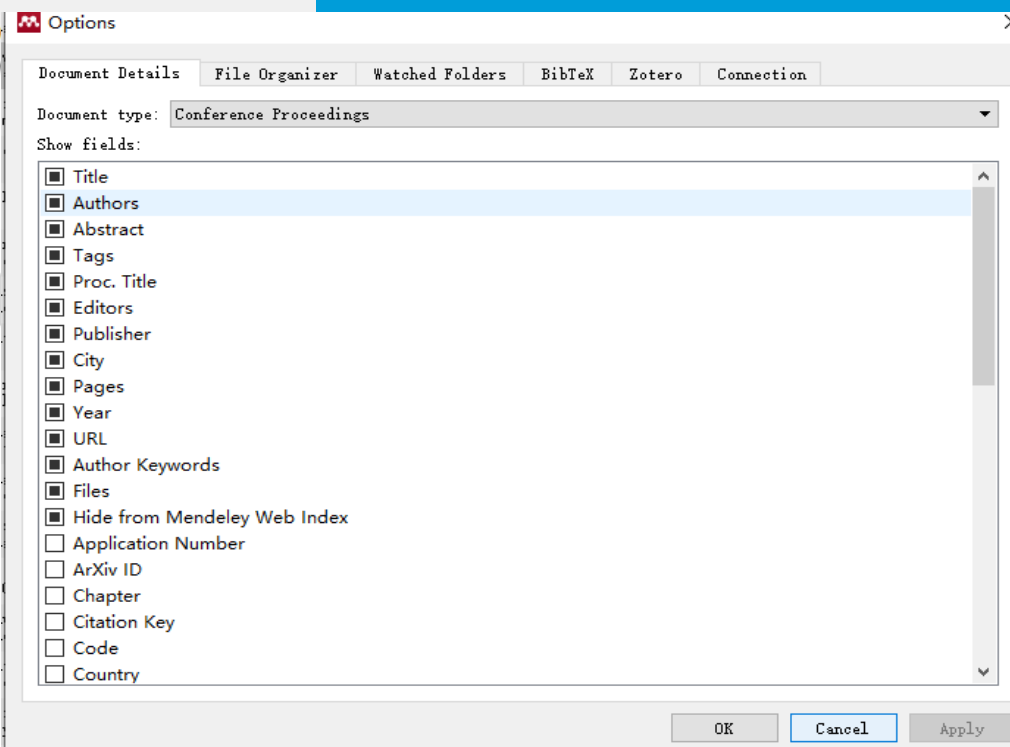 Options
Document Details File Organizer Watched Folders BibTeX Zotero Connection
Document type: Conference Proceedings
Show fields:
Title
Authors
Abstract
Tags
Proc. Title
Editors
Publisher
City
Pages
Year
URL
Author Keywords
Files
Hide from Mendeley Web Index
Application Number
ArXiv ID
Chapter
Citation Key
Code
Country
OK Cancel Apply